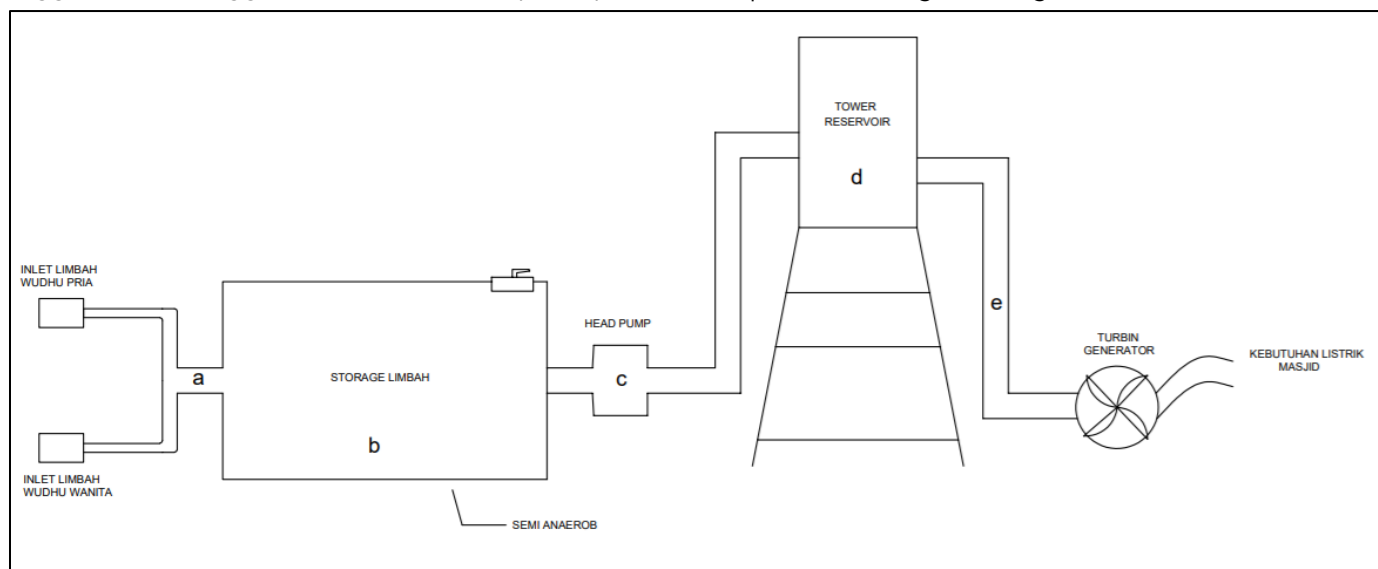 TOWER
RESERVOIR
d
INLET LIMBAH
WUDHU PRIA
a
STORAGE LIMBAH
b
HEAD PUMP
c
e
TURBIN
GENERATOR
KEBUTUHAN LISTRIK
MASJID
INLET LIMBAH
WUDHU WANITA
SEMI ANAEROB